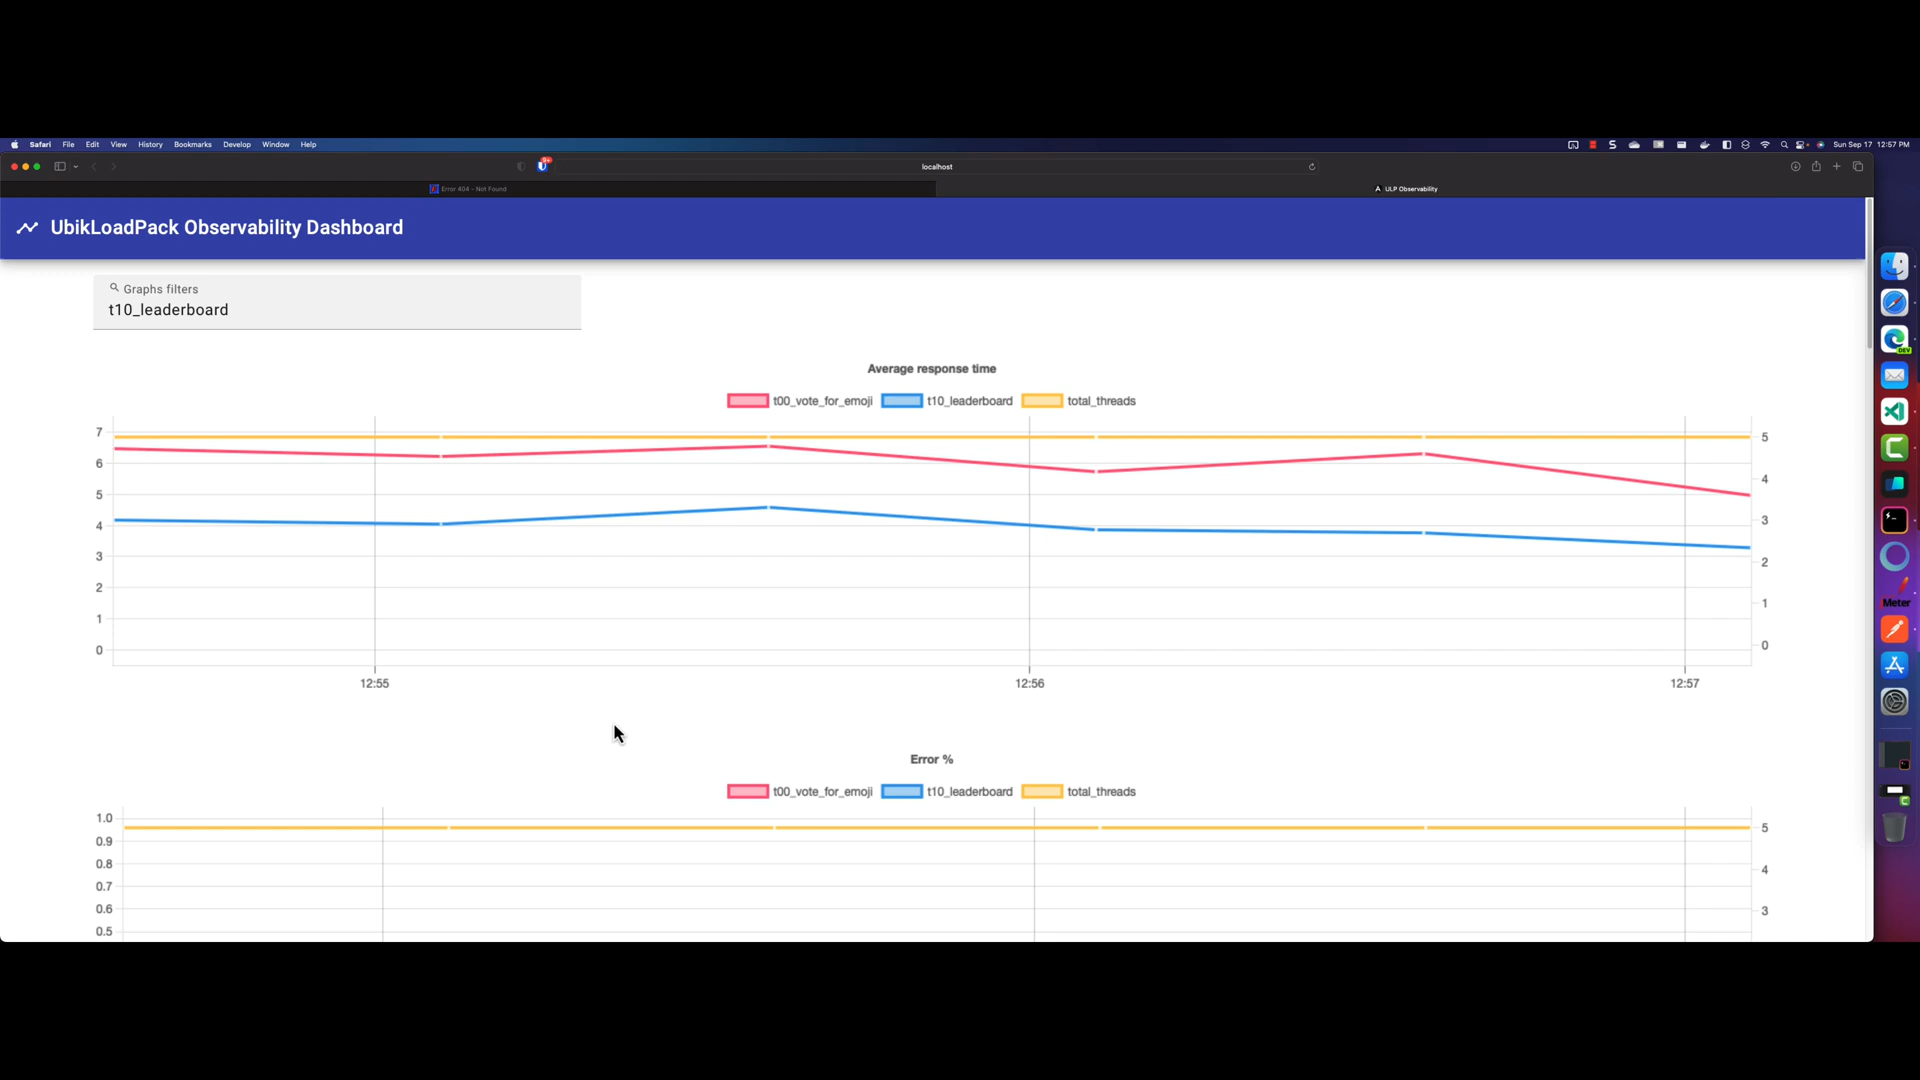 Safari File Edit View History Bookmarks Develop Window Help
Sun Sep 17 12:57 PM
9+
localhost
Error 404 - Not Found
ULP Observability
UbikLoadPack Observability Dashboard
Graphs filters
t10_leaderboard
Average response time
t00_vote_for_emoji t10_leaderboard total_threads
7
6
5
4
3
2
1
0
5
4
3
2
1
0
12:55 12:56 12:57
Error %
t00_vote_for_emoji t10_leaderboard total_threads
1.0
0.9
0.8
0.7
0.6
0.5
5
4
3
DEV
Meter